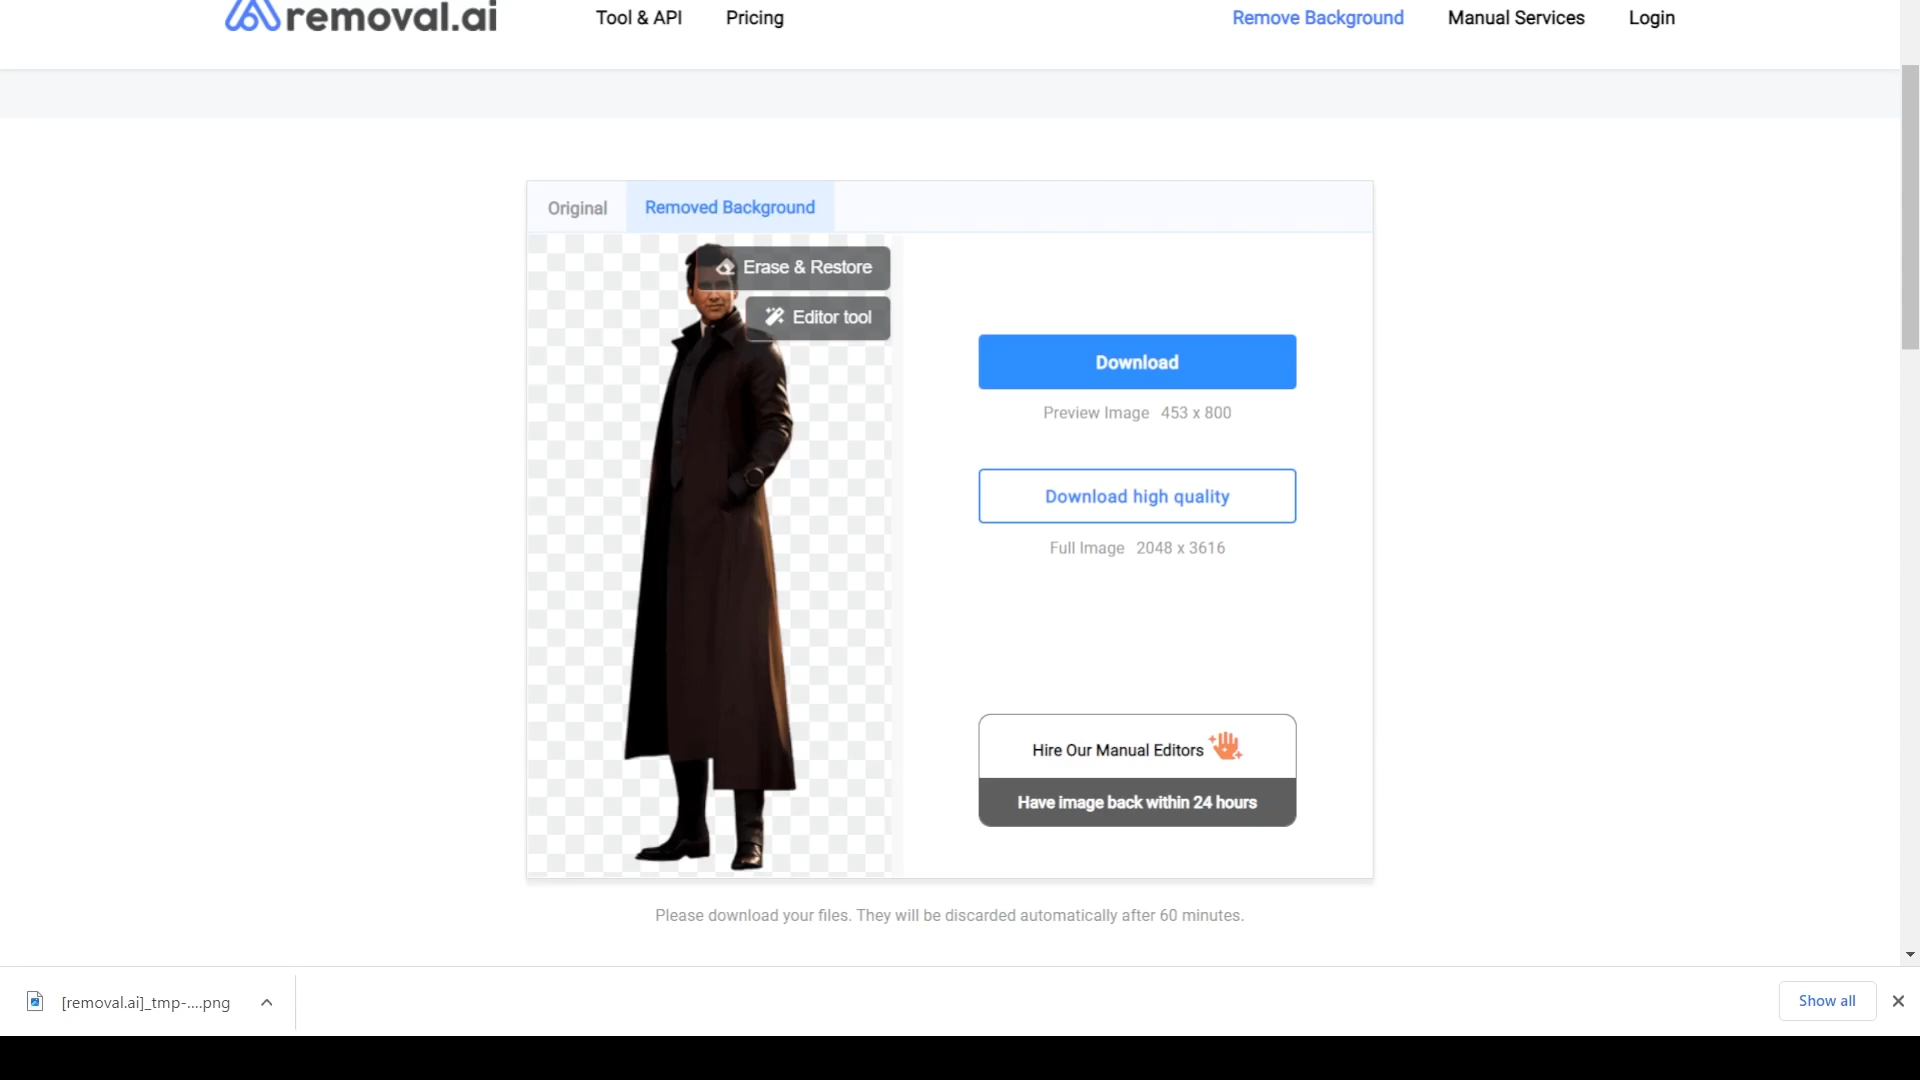 removal.ai
Tool & API
Pricing
Remove Background
Manual Services
Login
Original
Removed Background
Erase & Restore
Editor tool
Download
Preview Image 453 x 800
Download high quality
Full Image 2048 x 3616
Hire Our Manual Editors
Have image back within 24 hours
Please download your files. They will be discarded automatically after 60 minutes.
[removal.ai]_tmp-....png
Show all